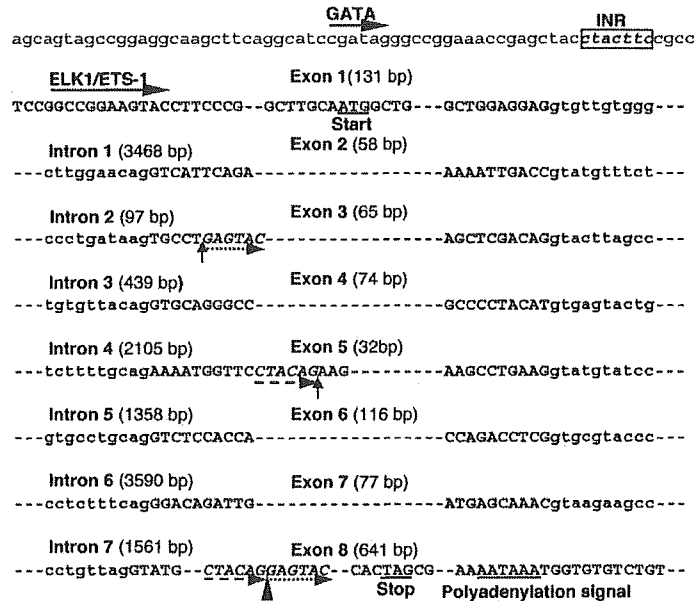 GATA INR
agcagtagccggaggcaagcttcaggcatccgatagggccggaaaccgagctacctacttccgcc
ELK1/ETS-1 Exon 1(131 bp)
TCCGGCCGGAAGTACCTTCCCG--GCTTGCAATGGCTG---GCTGGAGGAGgtgttgtggg---
Start
Intron 1 (3468 bp) Exon 2 (58 bp)
---cttggaacagGTCATTCAGA--------------------AAAATTGACCgtatgtttct---
Intron 2 (97 bp) Exon 3 (65 bp)
---ccctgataagTGCCTGAGTAC-------------------AGCTCGACAGgtacttagcc---
Intron 3 (439 bp) Exon 4 (74 bp)
---tgtgttacagGTGCAGGGCC--------------------GCCCCTACATgtgagtactg---
Intron 4 (2105 bp) Exon 5 (32bp)
---tcttttgcagAAAATGGTTCCTACAGAAG-----------AAGCCTGAAGgtatgtatcc---
Intron 5 (1358 bp) Exon 6 (116 bp)
---gtgcctgcagGTCTCCACCA--------------------CCAGACCTCGgtgcgtaccc---
Intron 6 (3590 bp) Exon 7 (77 bp)
---cctctttcagGGACAGATTG--------------------ATGAGCAAACgtaagaagcc---
Intron 7 (1561 bp) Exon 8 (641 bp)
---cctgttagGTATG--CTACAGGAGTAC--CACTAGCG--AAAAATAAATGGTGTGTCTGT---
Stop Polyadenylation signal